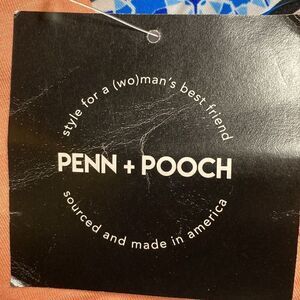 style for a (wo)man's best friend
PENN + POOCH
sourced and made in america